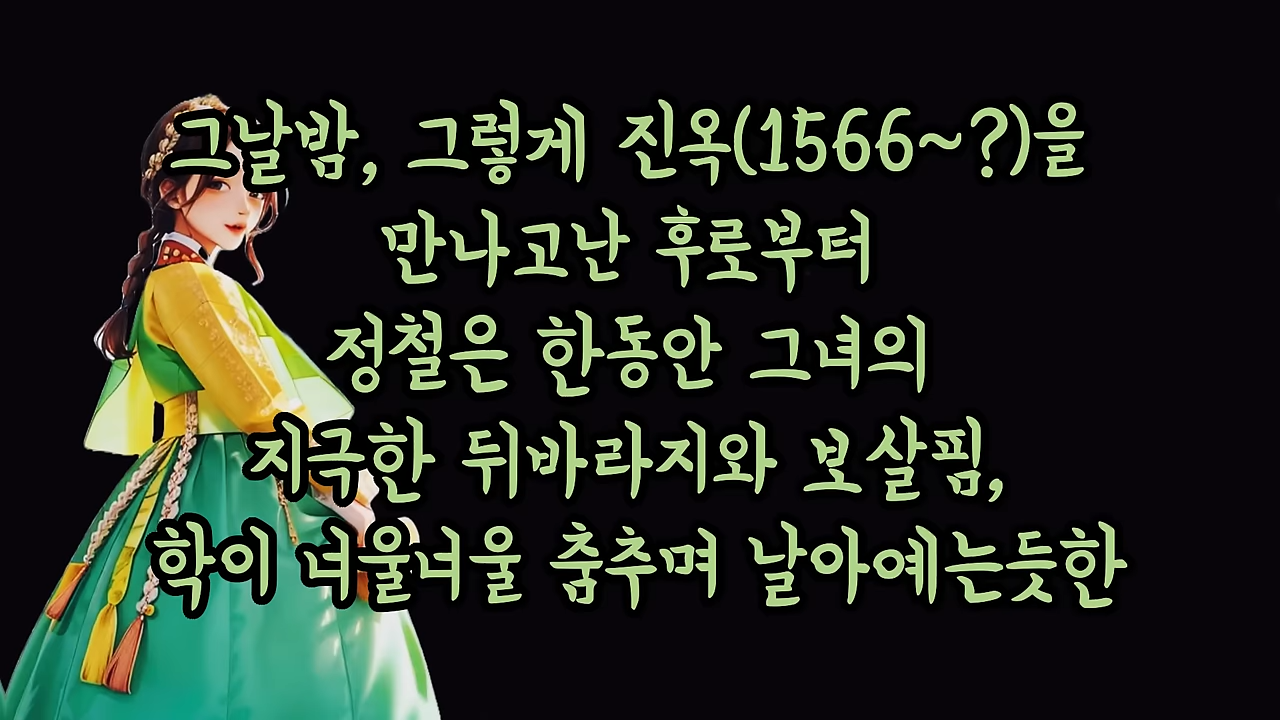 그날밤, 그렇게 진옥(1566~?)을
만나고난 후로부터
정철은 한동안 그녀의
지극한 뒤바라지와 보살핌,
학이 너울너울 춤추며 날아예는듯한